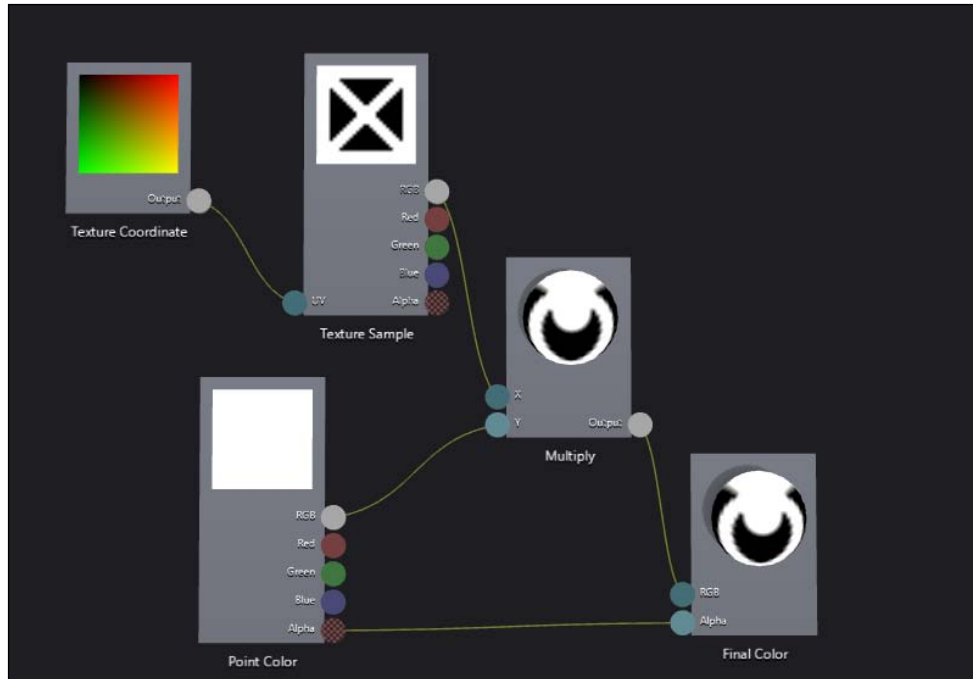 Output
Texture Coordinate
RGB
Red
Green
Blue
UV
Alpha
Texture Sample
RGB
Red
Green
Blue
Alpha
Point Color
X
Y
Output
Multiply
RGB
Alpha
Final Color